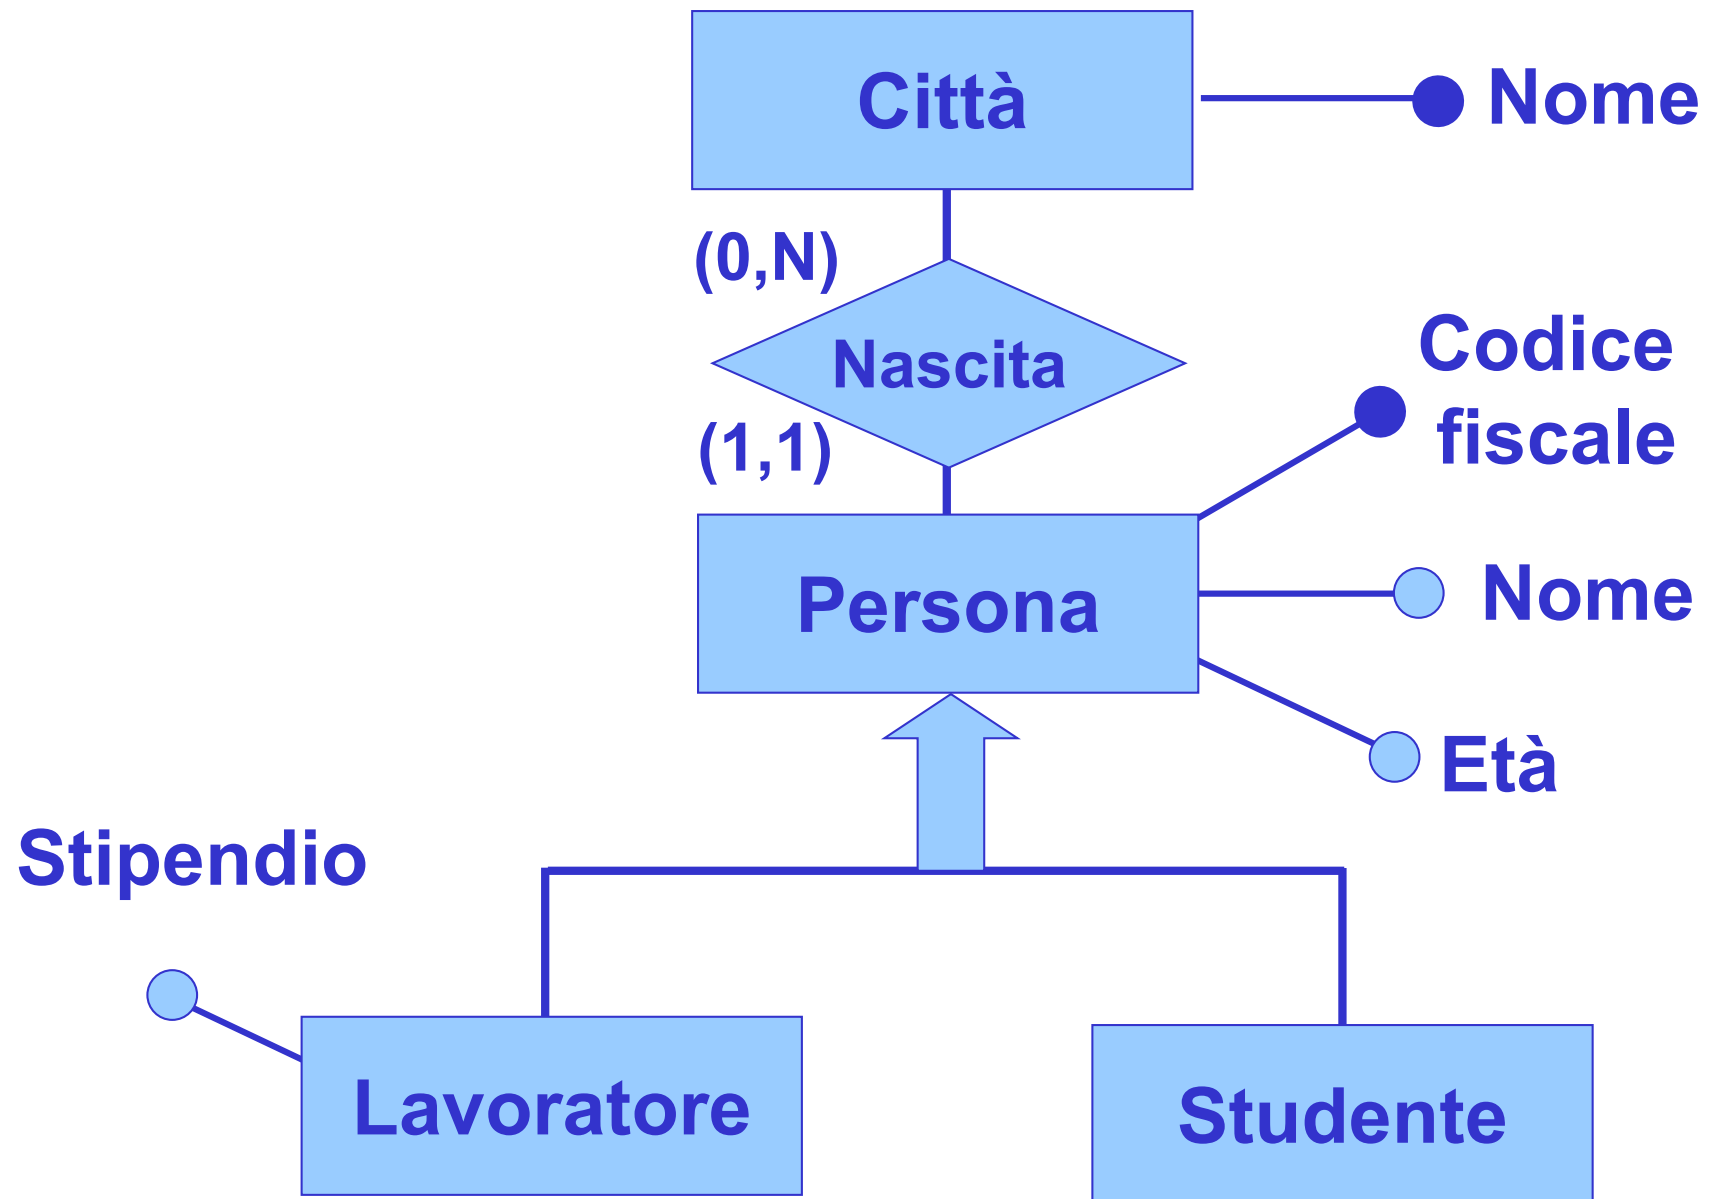 Città
Nome
(0,N)
Nascita
Codice
fiscale
(1,1)
Nome
Persona
Età
Stipendio
Lavoratore
Studente